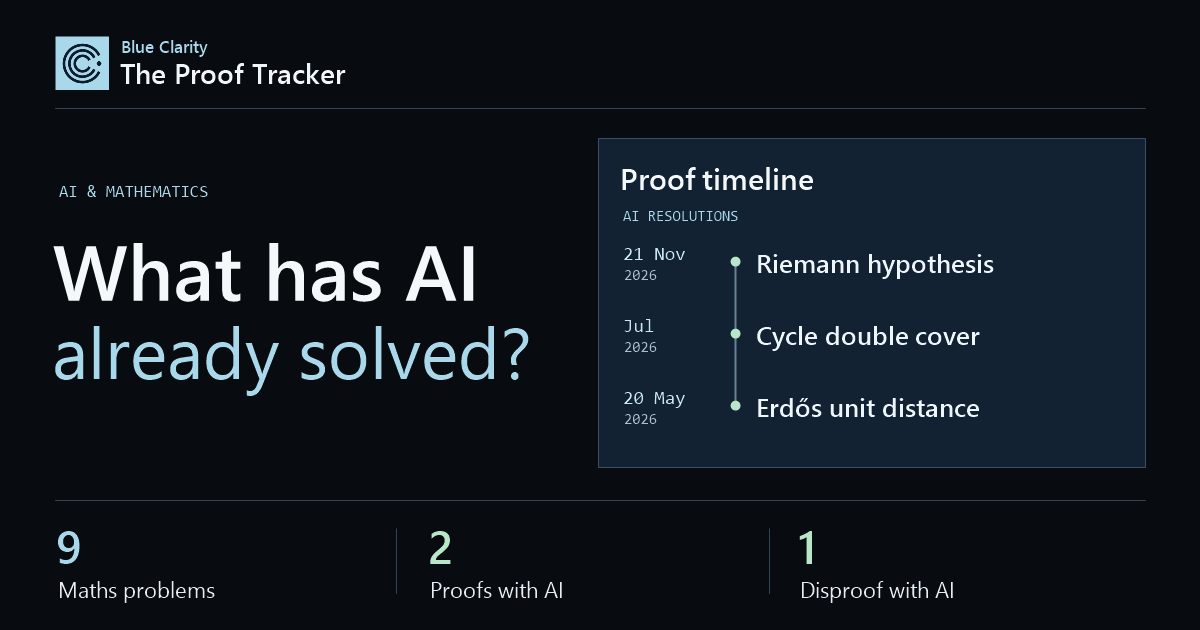 Blue Clarity
The Proof Tracker
AI & MATHEMATICS
What has AI
already solved?
Proof timeline
AI RESOLUTIONS
21 Nov
2026
Riemann hypothesis
Jul
2026
Cycle double cover
20 May
2026
Erdős unit distance
9
Maths problems
2
Proofs with AI
1
Disproof with AI